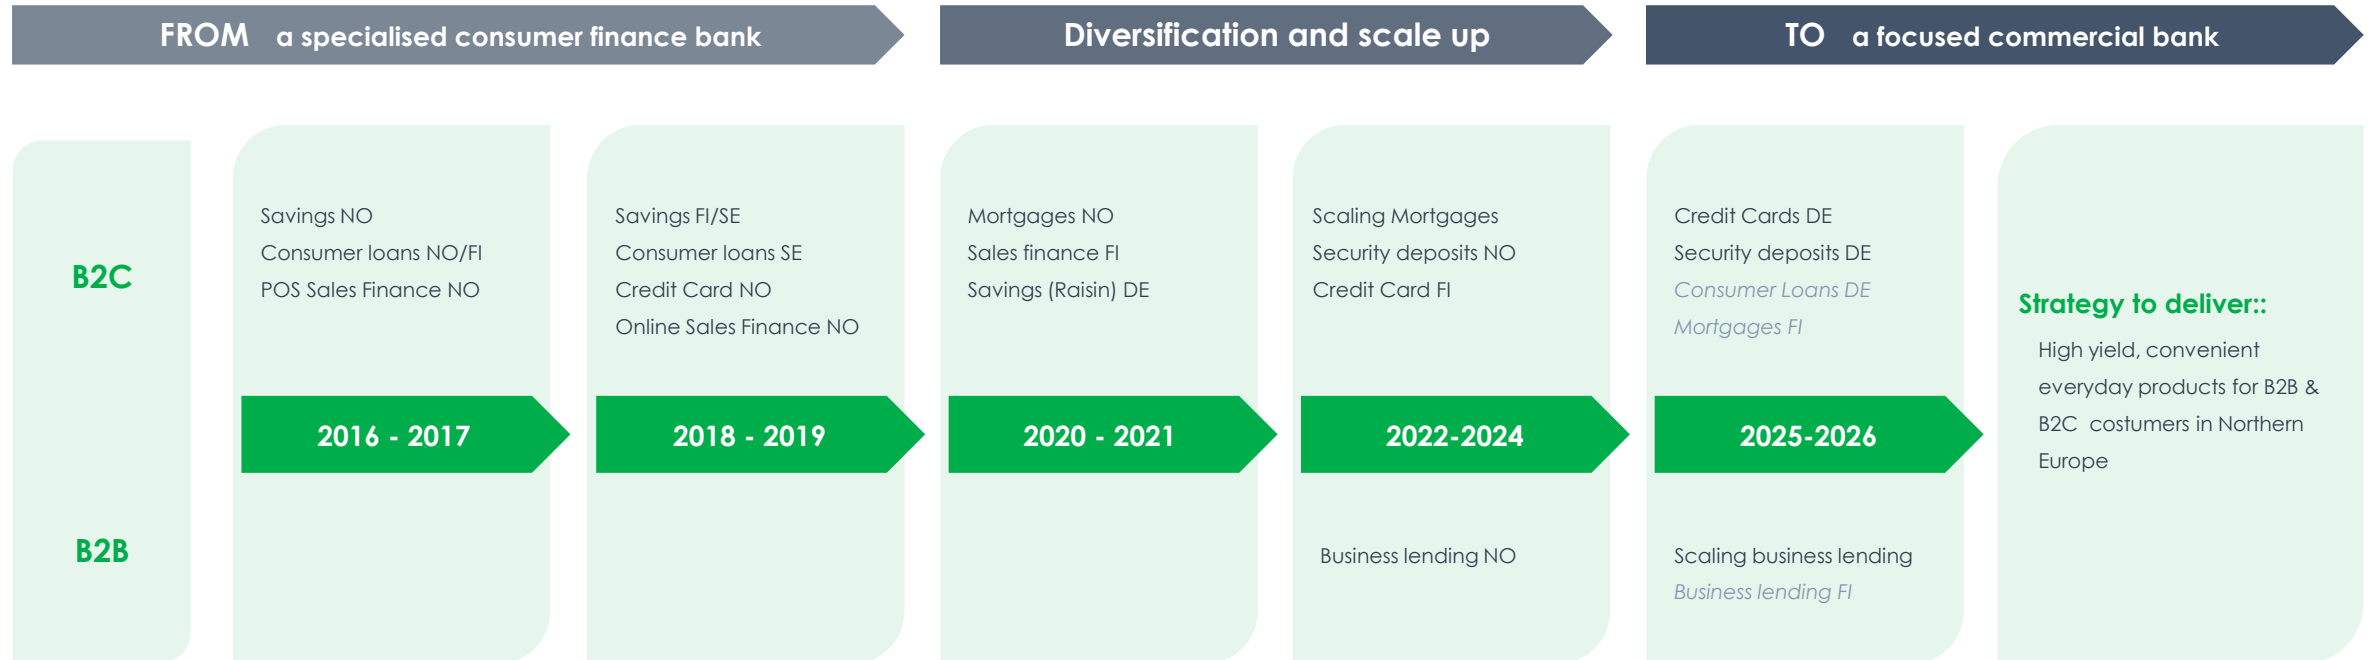 FROM a specialised consumer finance bank
Diversification and scale up
TO a focused commercial bank
B2C
Savings NO
Consumer loans NO/FI
POS Sales Finance NO
Savings FI/SE
Consumer loans SE
Credit Card NO
Online Sales Finance NO
Mortgages NO
Sales finance FI
Savings (Raisin) DE
Scaling Mortgages
Security deposits NO
Credit Card FI
Credit Cards DE
Security deposits DE
Consumer Loans DE
Mortgages FI
2016 - 2017
2018 - 2019
2020 - 2021
2022-2024
2025-2026
B2B
Business lending NO
Scaling business lending
Business lending FI
Strategy to deliver::
High yield, convenient
everyday products for B2B &
B2C costumers in Northern
Europe